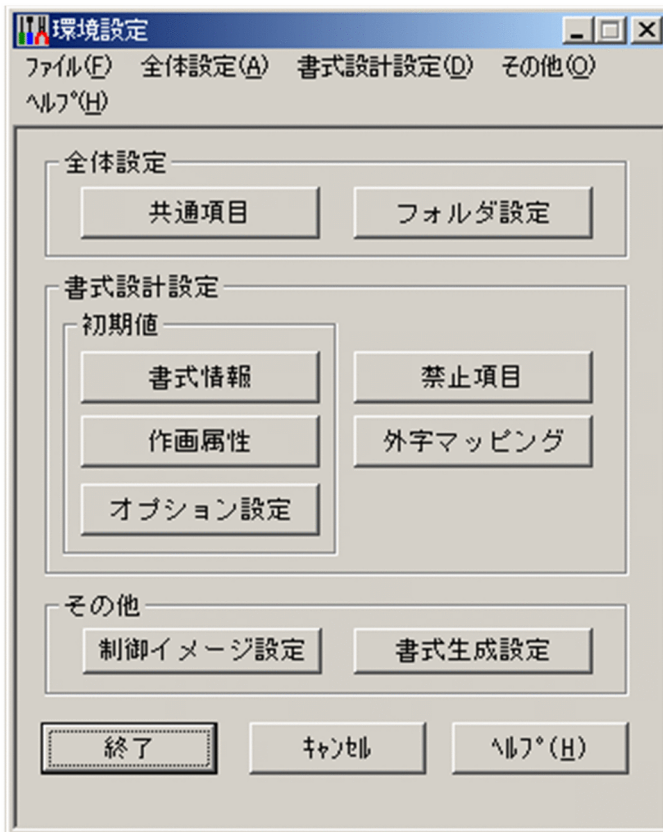 環境設定
ﾌｧｲﾙ(F) 全体設定(A) 書式設計設定(D) その他(O)
ﾍﾙﾌﾟ(H)
全体設定
共通項目 フォルダ設定
書式設計設定
初期値
書式情報 禁止項目
作画属性 外字マッピング
オプション設定
その他
制御イメージ設定 書式生成設定
終了 ｷｬﾝｾﾙ ﾍﾙﾌﾟ(H)